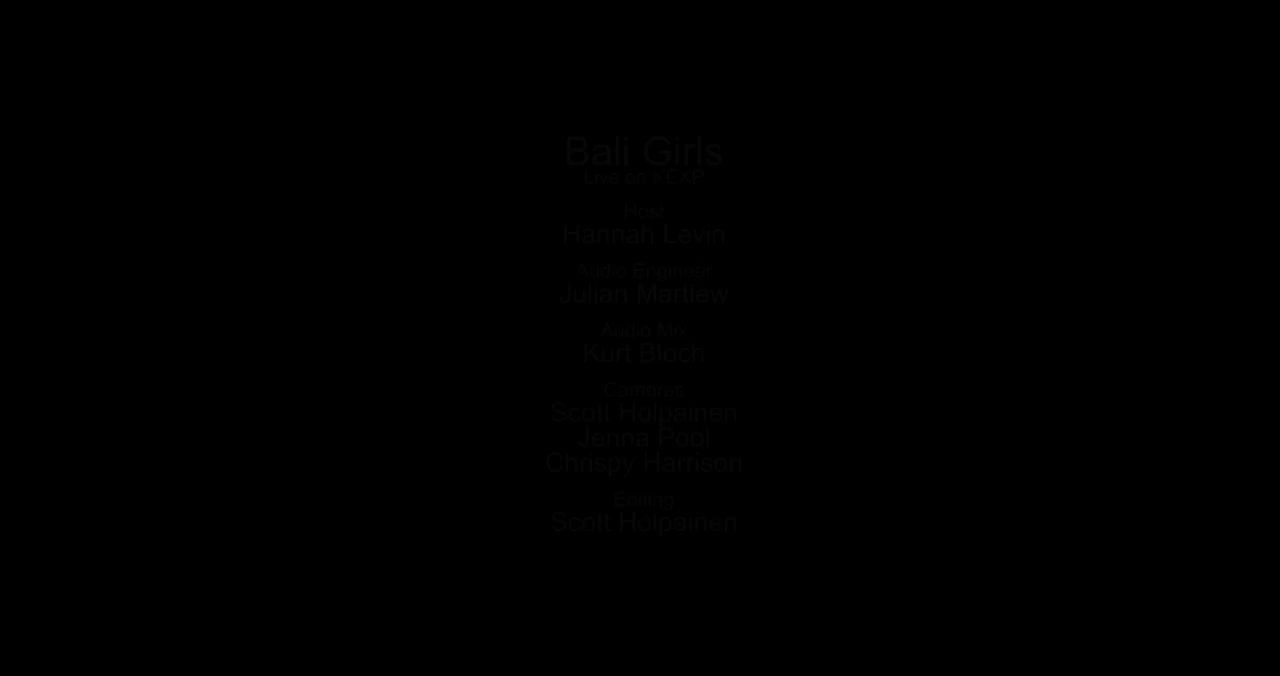 Bali Girls
Live on KEXP
Host
Hannah Levin
Audio Engineer
Julian Martlew
Audio Mix
Kurt Bloch
Cameras
Scott Holpainen
Jenna Pool
Chrispy Harrison
Editing
Scott Holpainen